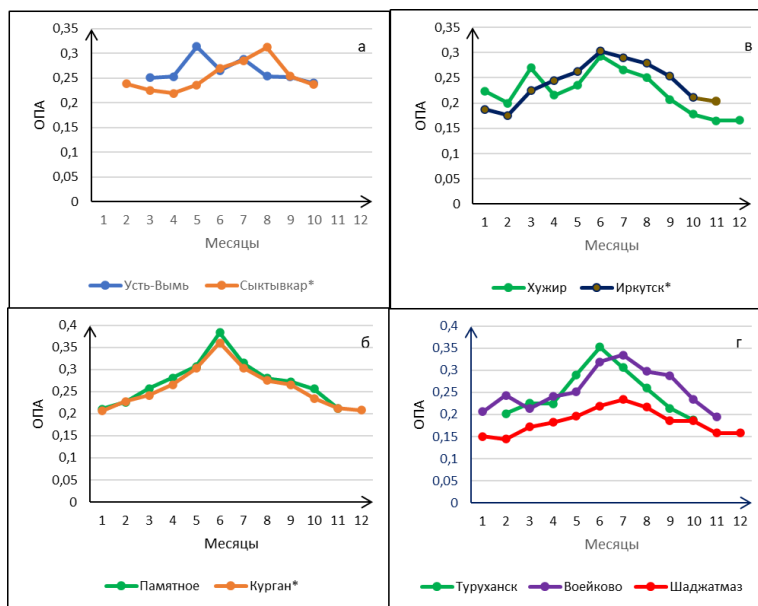 0,35
0,3
0,25
0,2
0,15
0,1
0,05
0
ОПА
а
1 2 3 4 5 6 7 8 9 10 11 12
Месяцы
Усть-Вымь Сыктывкар*
0,35
0,3
0,25
0,2
0,15
0,1
0,05
0
ОПА
в
1 2 3 4 5 6 7 8 9 10 11 12
Месяцы
Хужир Иркутск*
0,4
0,35
0,3
0,25
0,2
0,15
0,1
0,05
0
ОПА
б
1 2 3 4 5 6 7 8 9 10 11 12
Месяцы
Памятное Курган*
0,4
0,35
0,3
0,25
0,2
0,15
0,1
0,05
0
ОПА
г
1 2 3 4 5 6 7 8 9 10 11 12
Месяцы
Туруханск Воейково Шаджатмаз